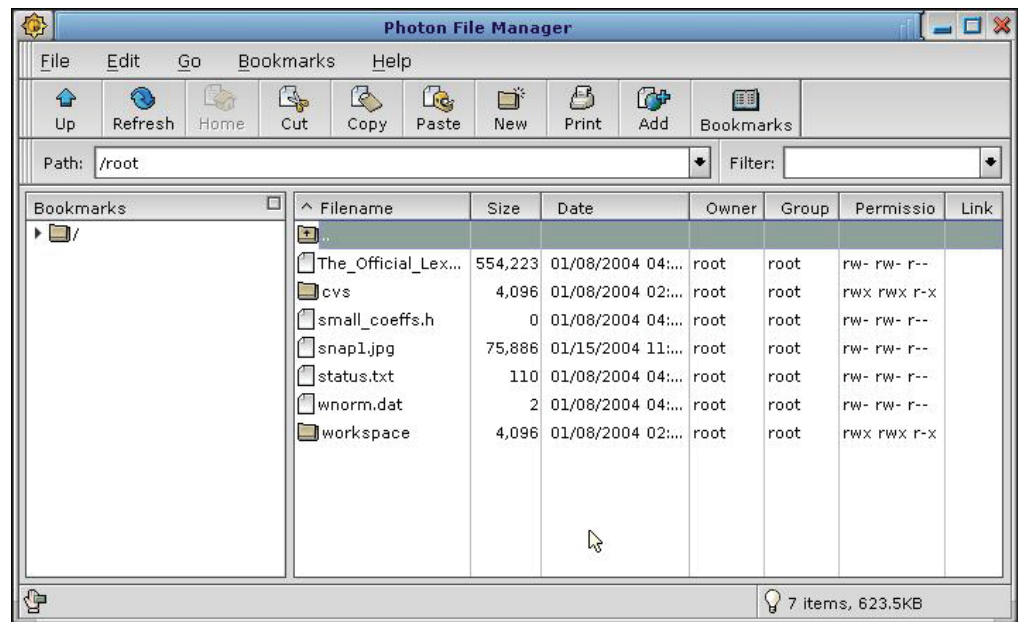 Photon File Manager
File Edit Go Bookmarks Help
Up Refresh Home Cut Copy Paste New Print Add Bookmarks
Path: /root Filter:
Bookmarks ^ Filename Size Date Owner Group Permissio Link
/ ..
The_Official_Lex... 554,223 01/08/2004 04:... root root rw- rw- r--
cvs 4,096 01/08/2004 02:... root root rwx rwx r-x
small_coeffs.h 0 01/08/2004 04:... root root rw- rw- r--
snap1.jpg 75,886 01/15/2004 11:... root root rw- rw- r--
status.txt 110 01/08/2004 04:... root root rw- rw- r--
wnorm.dat 2 01/08/2004 04:... root root rw- rw- r--
workspace 4,096 01/08/2004 02:... root root rwx rwx r-x
7 items, 623.5KB